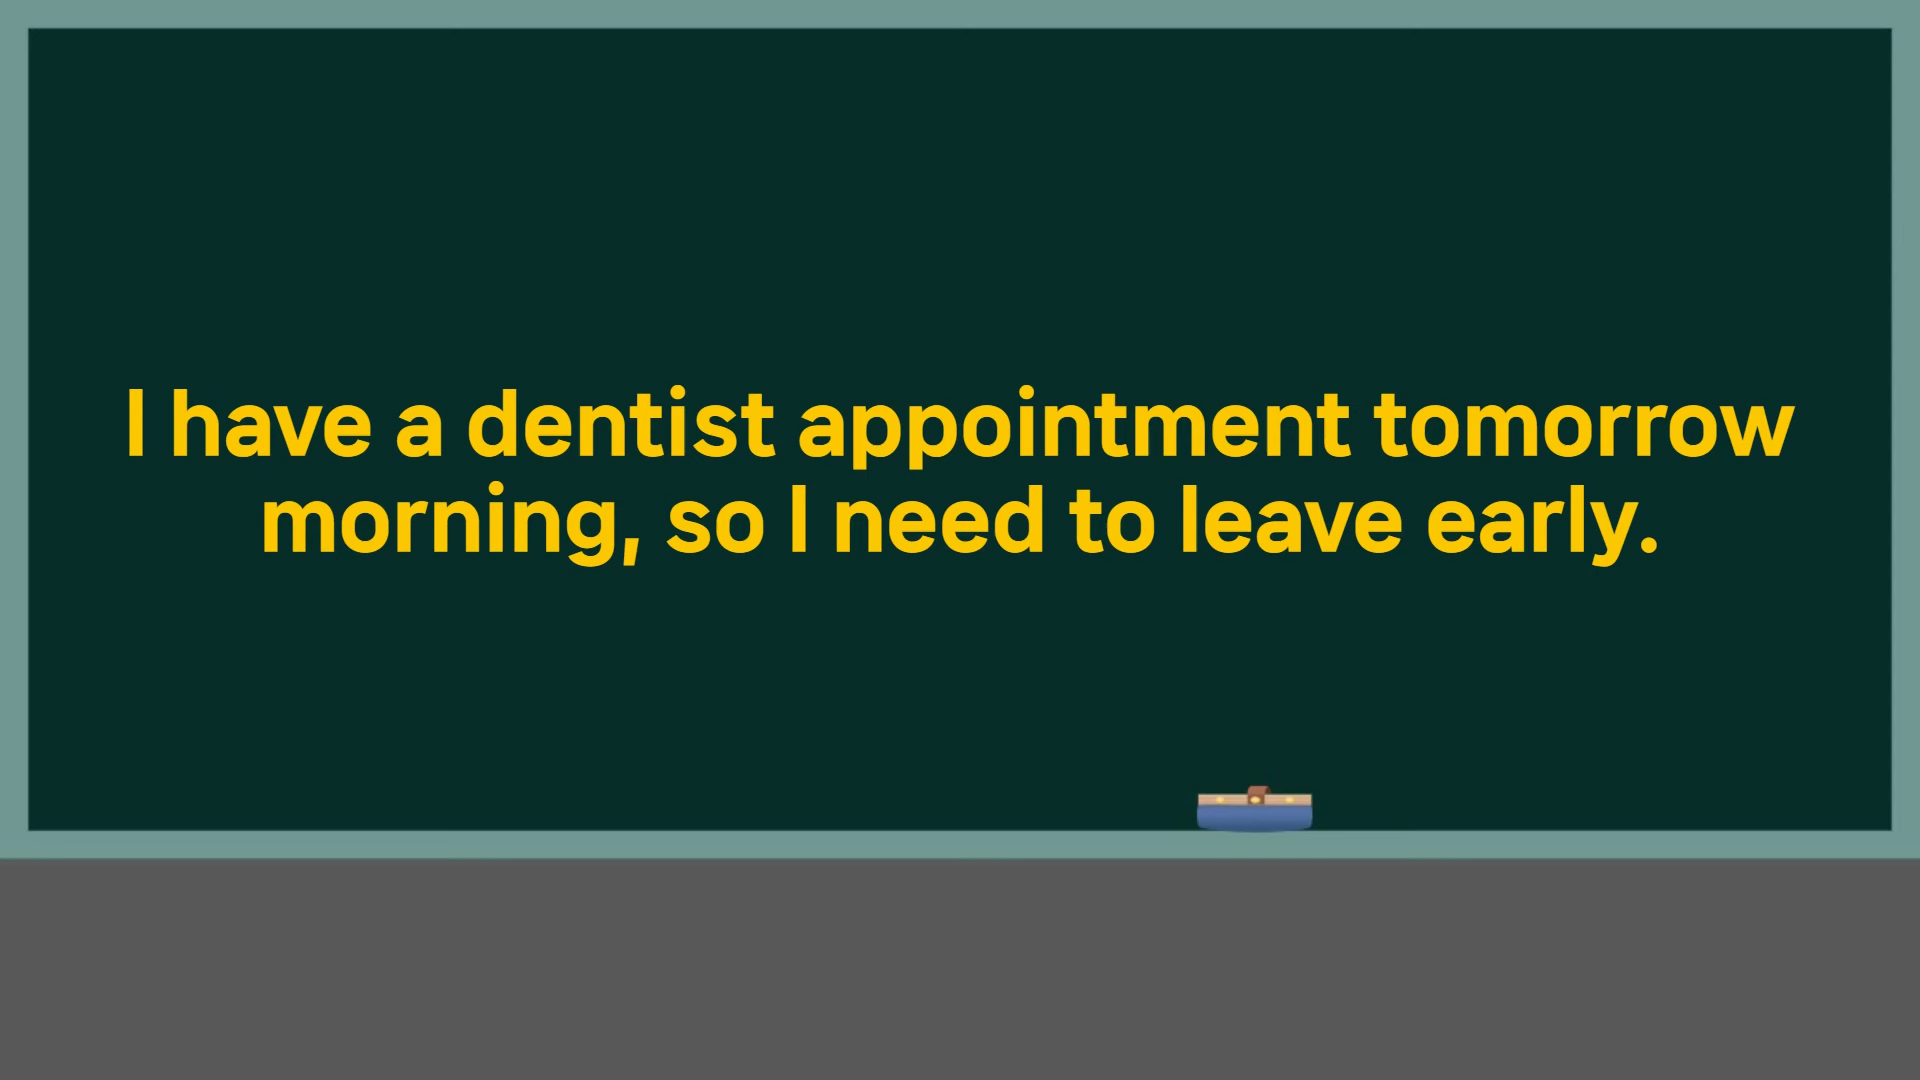 I have a dentist appointment tomorrow
morning, so I need to leave early.